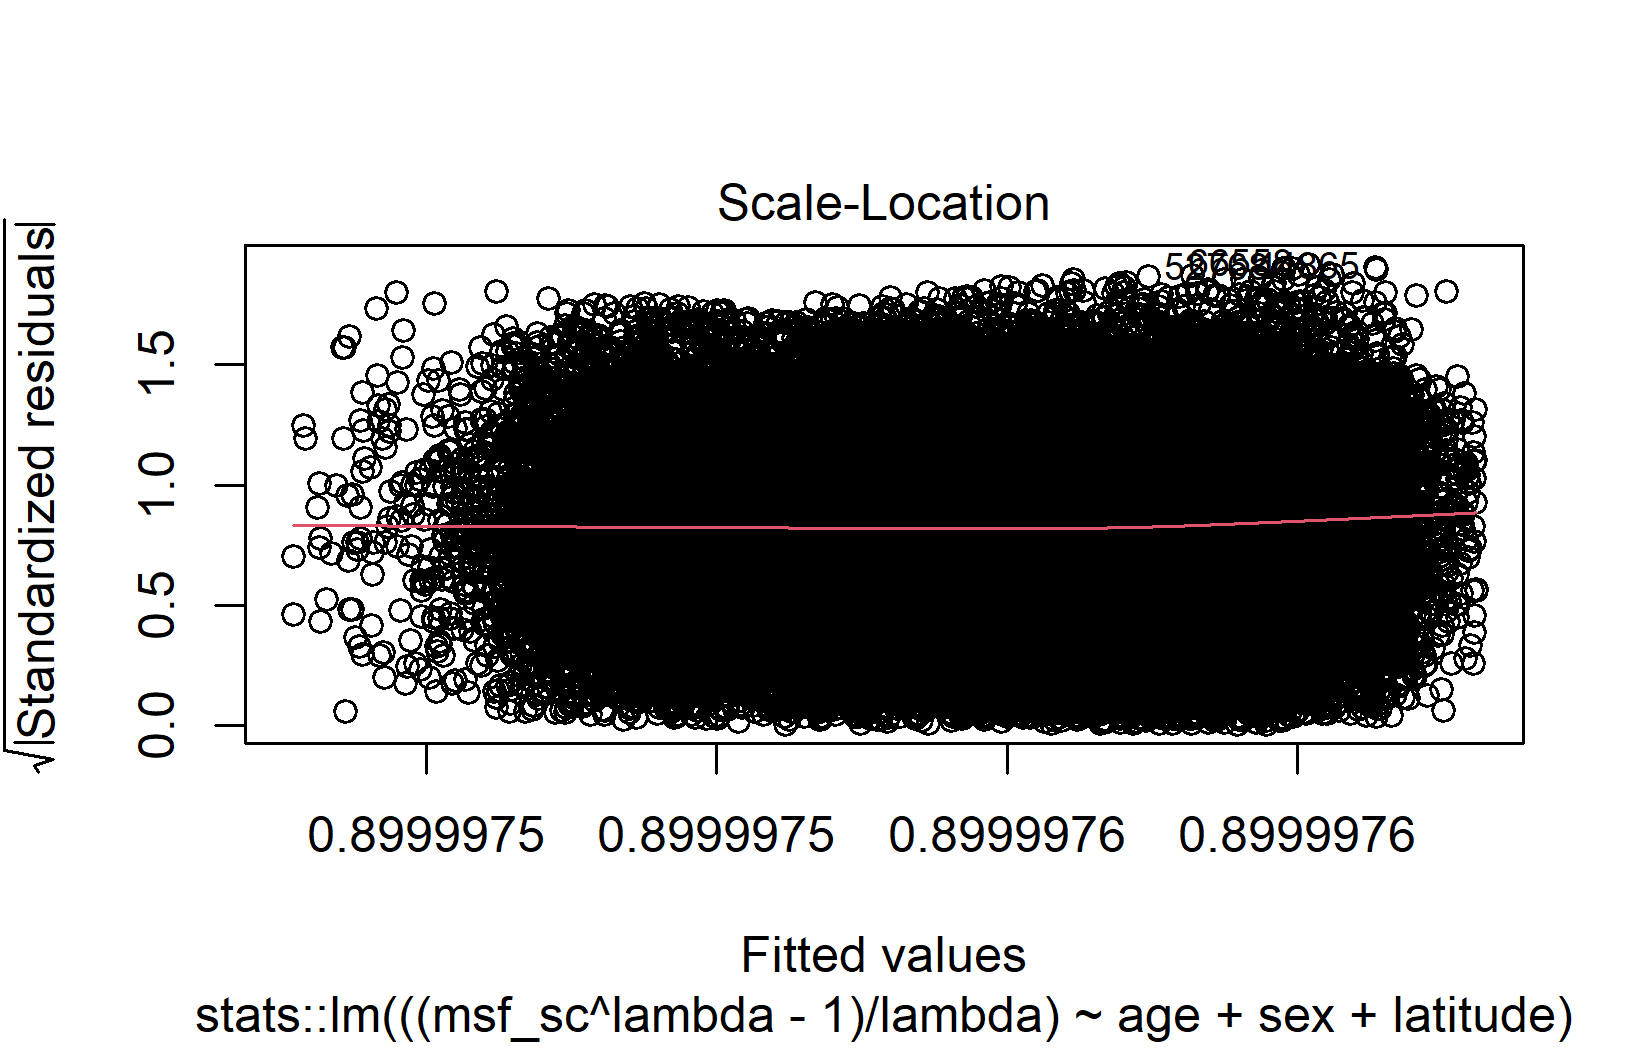 Scale-Location
√|Standardized residuals|
0.0 0.5 1.0 1.5
0.8999975 0.8999975 0.8999976 0.8999976
Fitted values
stats::lm(((msf_sc^lambda - 1)/lambda) ~ age + sex + latitude)